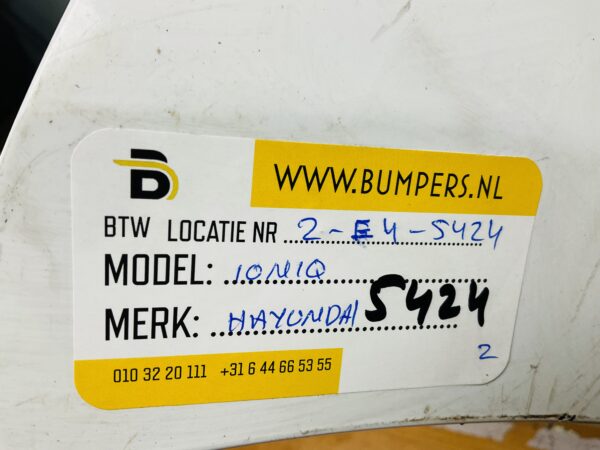 B
WWW.BUMPERS.NL
BTW LOCATIE NR 2-E4-5424
MODEL: IONIQ
MERK: HAYUNDAI 5424
2
010 32 20 111 +31 6 44 66 53 55